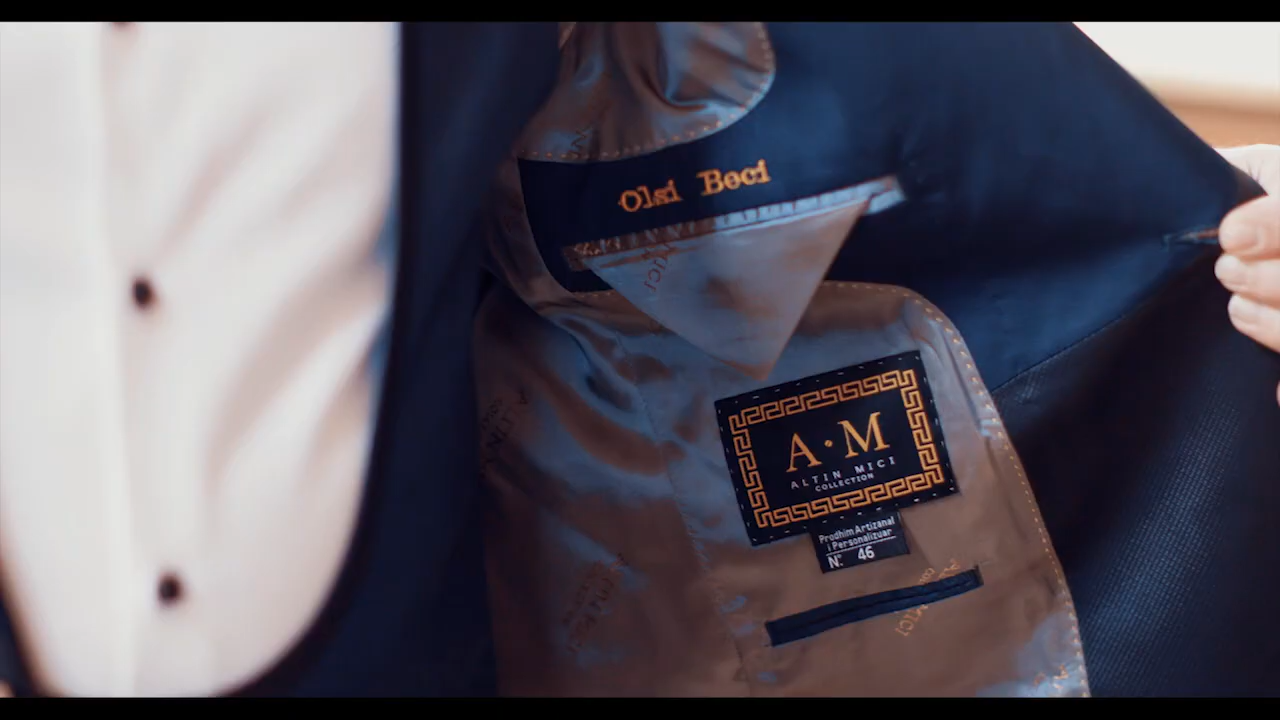 Olsi Beci
A·M
ALTIN MICI
COLLECTION
Prodhim Artizanal
i Personalizuar
N.° 46